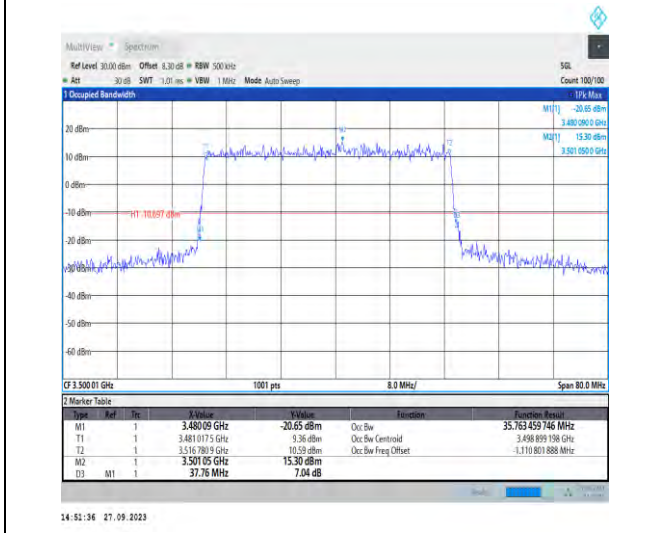 MultiView Spectrum
Ref Level 30.00 dBm Offset 8.30 dB RBW 500 kHz SGL
Att 30 dB SWT 1.01 ms VBW 1 MHz Mode Auto Sweep Count 100/100
1 Occupied Bandwidth 1Pk Max
M1[1] -20.65 dBm
3.480 090 0 GHz
M2[1] 15.30 dBm
3.501 050 0 GHz
20 dBm
M2
T1
T2
10 dBm
0 dBm
-10 dBm
H1 -10.697 dBm
D3
M1
-20 dBm
-30 dBm
-40 dBm
-50 dBm
-60 dBm
CF 3.500 01 GHz 1001 pts 8.0 MHz/ Span 80.0 MHz
2 Marker Table
Type Ref Trc X-Value Y-Value Function Function Result
M1 1 3.480 09 GHz -20.65 dBm Occ Bw 35.763 459 746 MHz
T1 1 3.481 017 5 GHz 9.36 dBm Occ Bw Centroid 3.498 899 198 GHz
T2 1 3.516 780 9 GHz 10.59 dBm Occ Bw Freq Offset -1.110 801 888 MHz
M2 1 3.501 05 GHz 15.30 dBm
D3 M1 1 37.76 MHz 7.04 dB
14:51:36 27.09.2023